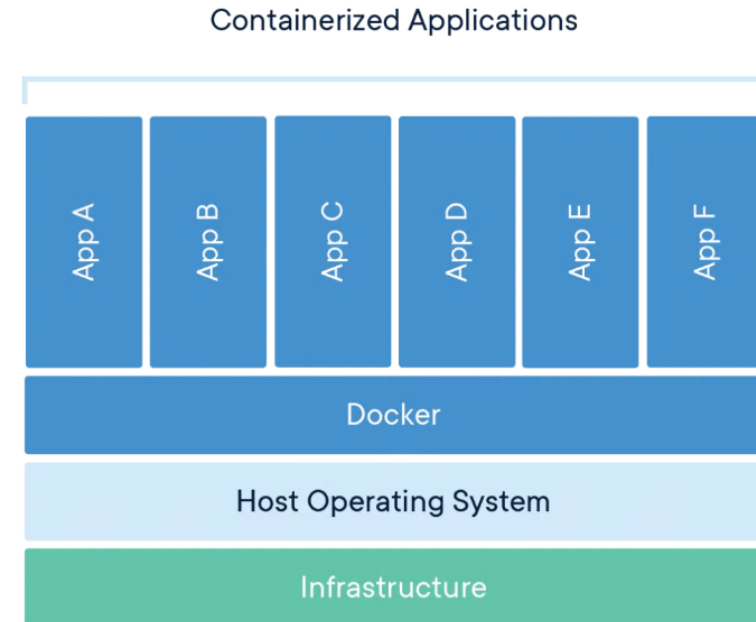 Containerized Applications
App A
App B
App C
App D
App E
App F
Docker
Host Operating System
Infrastructure